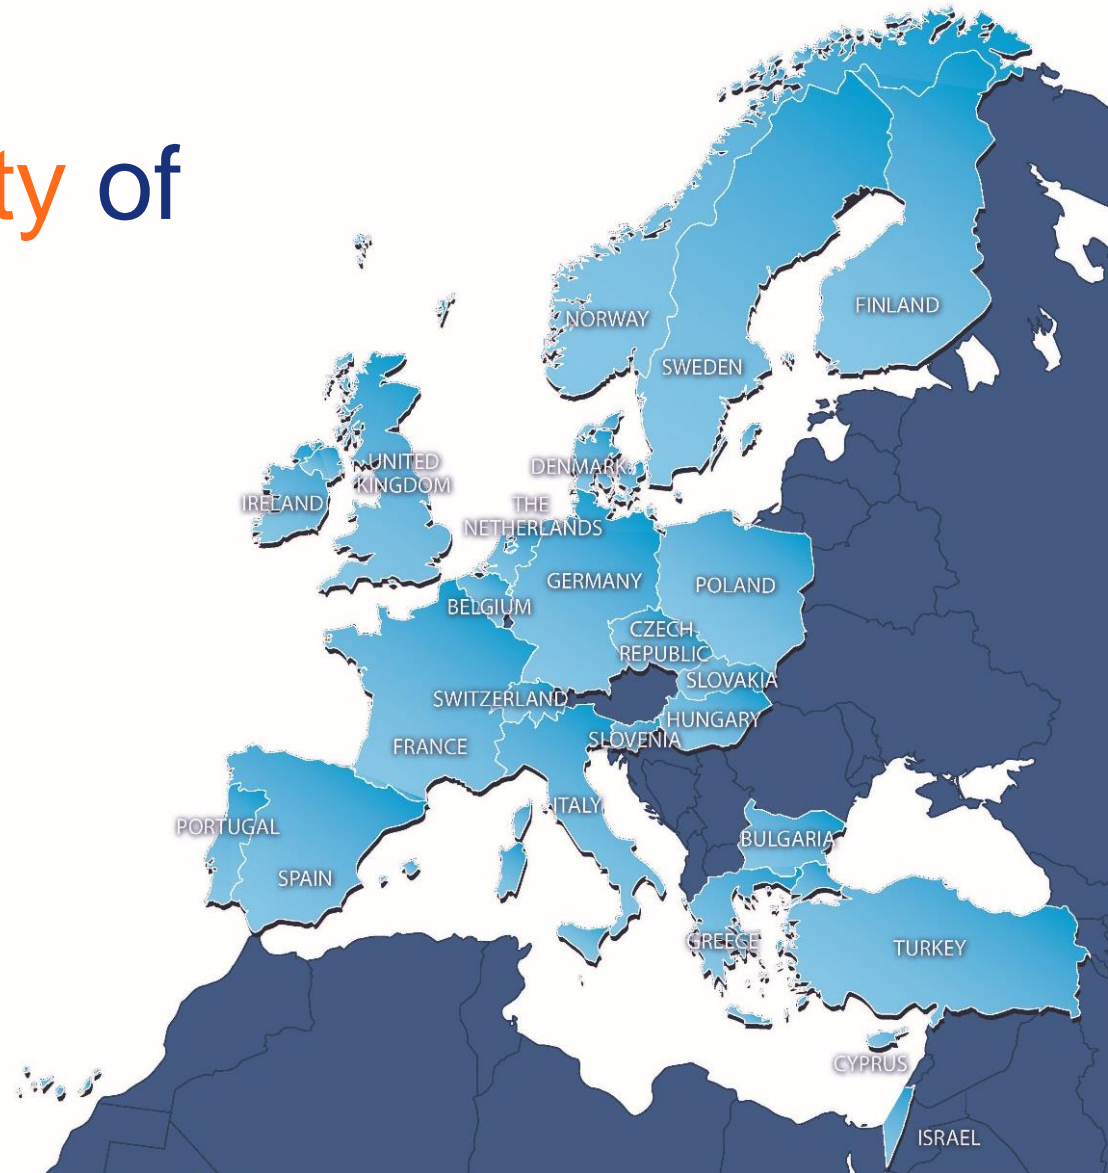 ty of
NORWAY
FINLAND
SWEDEN
UNITED
KINGDOM
DENMARK
IRELAND
THE
NETHERLANDS
GERMANY
POLAND
BELGIUM
CZECH
REPUBLIC
SLOVAKIA
SWITZERLAND
HUNGARY
SLOVENIA
FRANCE
ITALY
PORTUGAL
BULGARIA
SPAIN
GREECE
TURKEY
CYPRUS
ISRAEL